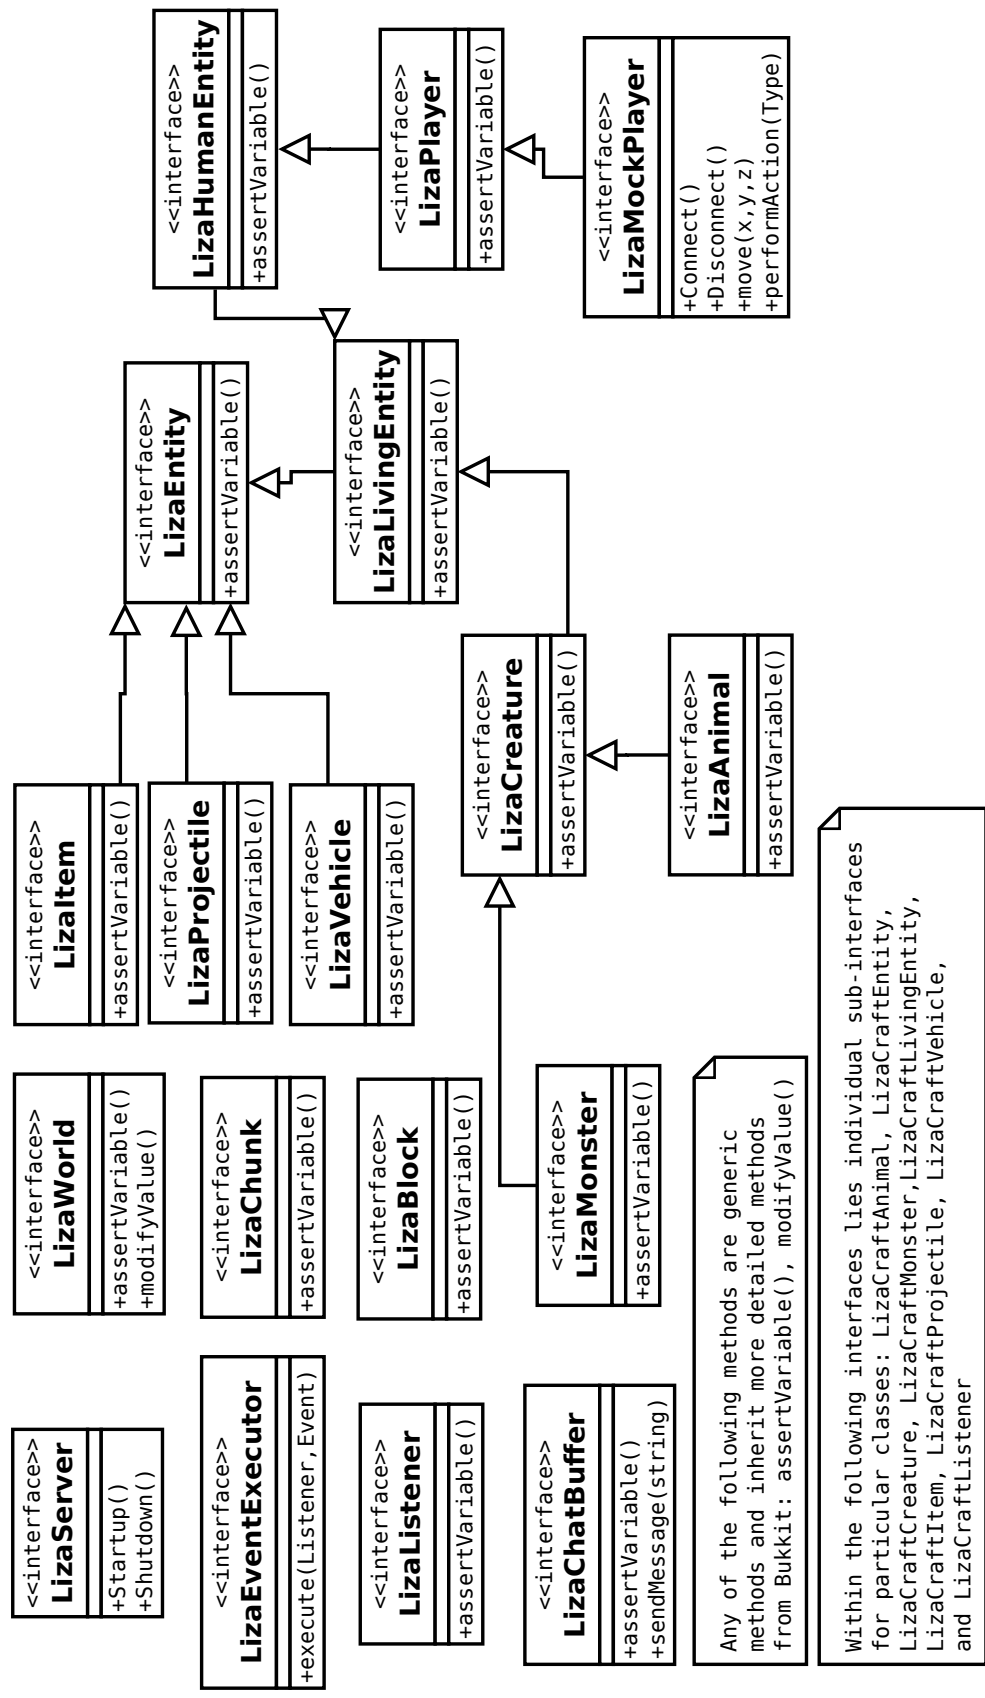 <<interface>>
LizaServer
+Startup()
+Shutdown()
<<interface>>
LizaWorld
+assertVariable()
+modifyValue()
<<interface>>
LizaItem
+assertVariable()
<<interface>>
LizaEntity
+assertVariable()
<<interface>>
LizaHumanEntity
+assertVariable()
<<interface>>
LizaProjectile
+assertVariable()
<<interface>>
LizaEventExecutor
+execute(Listener,Event)
<<interface>>
LizaChunk
+assertVariable()
<<interface>>
LizaVehicle
+assertVariable()
<<interface>>
LizaLivingEntity
+assertVariable()
<<interface>>
LizaPlayer
+assertVariable()
<<interface>>
LizaListener
+assertVariable()
<<interface>>
LizaBlock
+assertVariable()
<<interface>>
LizaCreature
+assertVariable()
<<interface>>
LizaMockPlayer
+Connect()
+Disconnect()
+move(x,y,z)
+performAction(Type)
<<interface>>
LizaChatBuffer
+assertVariable()
+sendMessage(string)
<<interface>>
LizaMonster
+assertVariable()
<<interface>>
LizaAnimal
+assertVariable()
Any of the following methods are generic
methods and inherit more detailed methods
from Bukkit: assertVariable(), modifyValue()
Within the following interfaces lies individual sub-interfaces
for particular classes: LizaCraftAnimal, LizaCraftEntity,
LizaCraftCreature, LizaCraftMonster,LizaCraftLivingEntity,
LizaCraftItem, LizaCraftProjectile, LizaCraftVehicle,
and LizaCraftListener